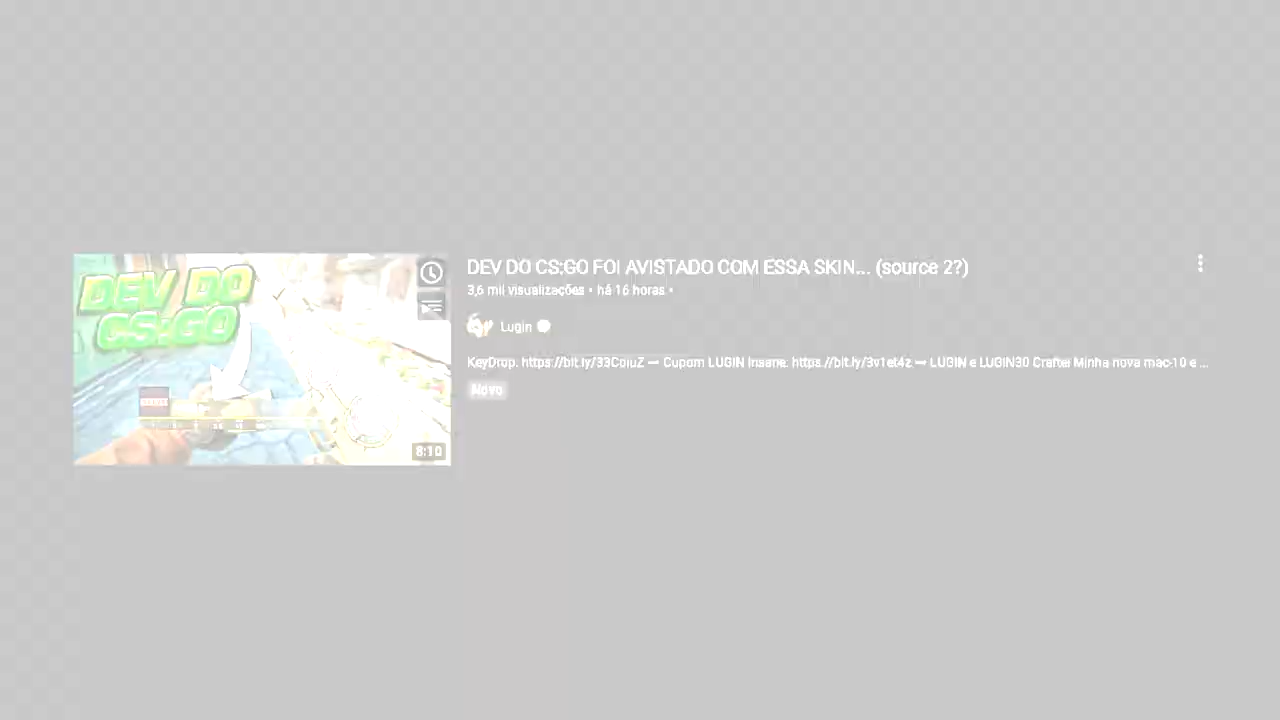 DEV DO
CS:GO
8:10
DEV DO CS:GO FOI AVISTADO COM ESSA SKIN... (source 2?)
3,6 mil visualizações • há 16 horas •
Lugin
KeyDrop: https://bit.ly/33CoiuZ — Cupom LUGIN Insane: https://bit.ly/3v1et4z — LUGIN e LUGIN30 Craftei Minha nova mac-10 e ...
Novo